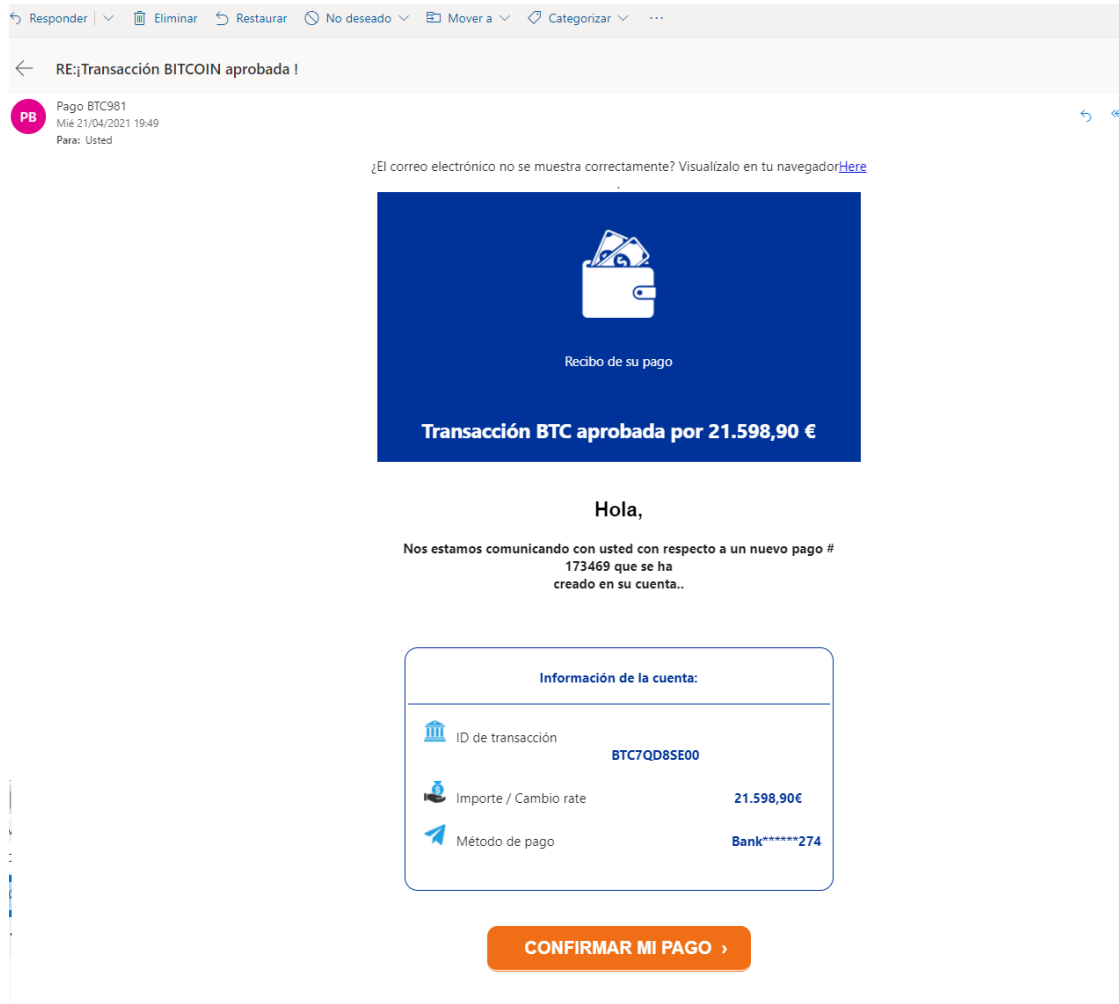 Responder
Eliminar
Restaurar
No deseado
Mover a
Categorizar
...
RE:¡Transacción BITCOIN aprobada !
PB
Pago BTC981
Mié 21/04/2021 19:49
Para: Usted
¿El correo electrónico no se muestra correctamente? Visualízalo en tu navegadorHere
.
Recibo de su pago
Transacción BTC aprobada por 21.598,90 €
Hola,
Nos estamos comunicando con usted con respecto a un nuevo pago #
173469 que se ha
creado en su cuenta..
Información de la cuenta:
ID de transacción
BTC7QD8SE00
Importe / Cambio rate 21.598,90€
Método de pago Bank******274
CONFIRMAR MI PAGO ›